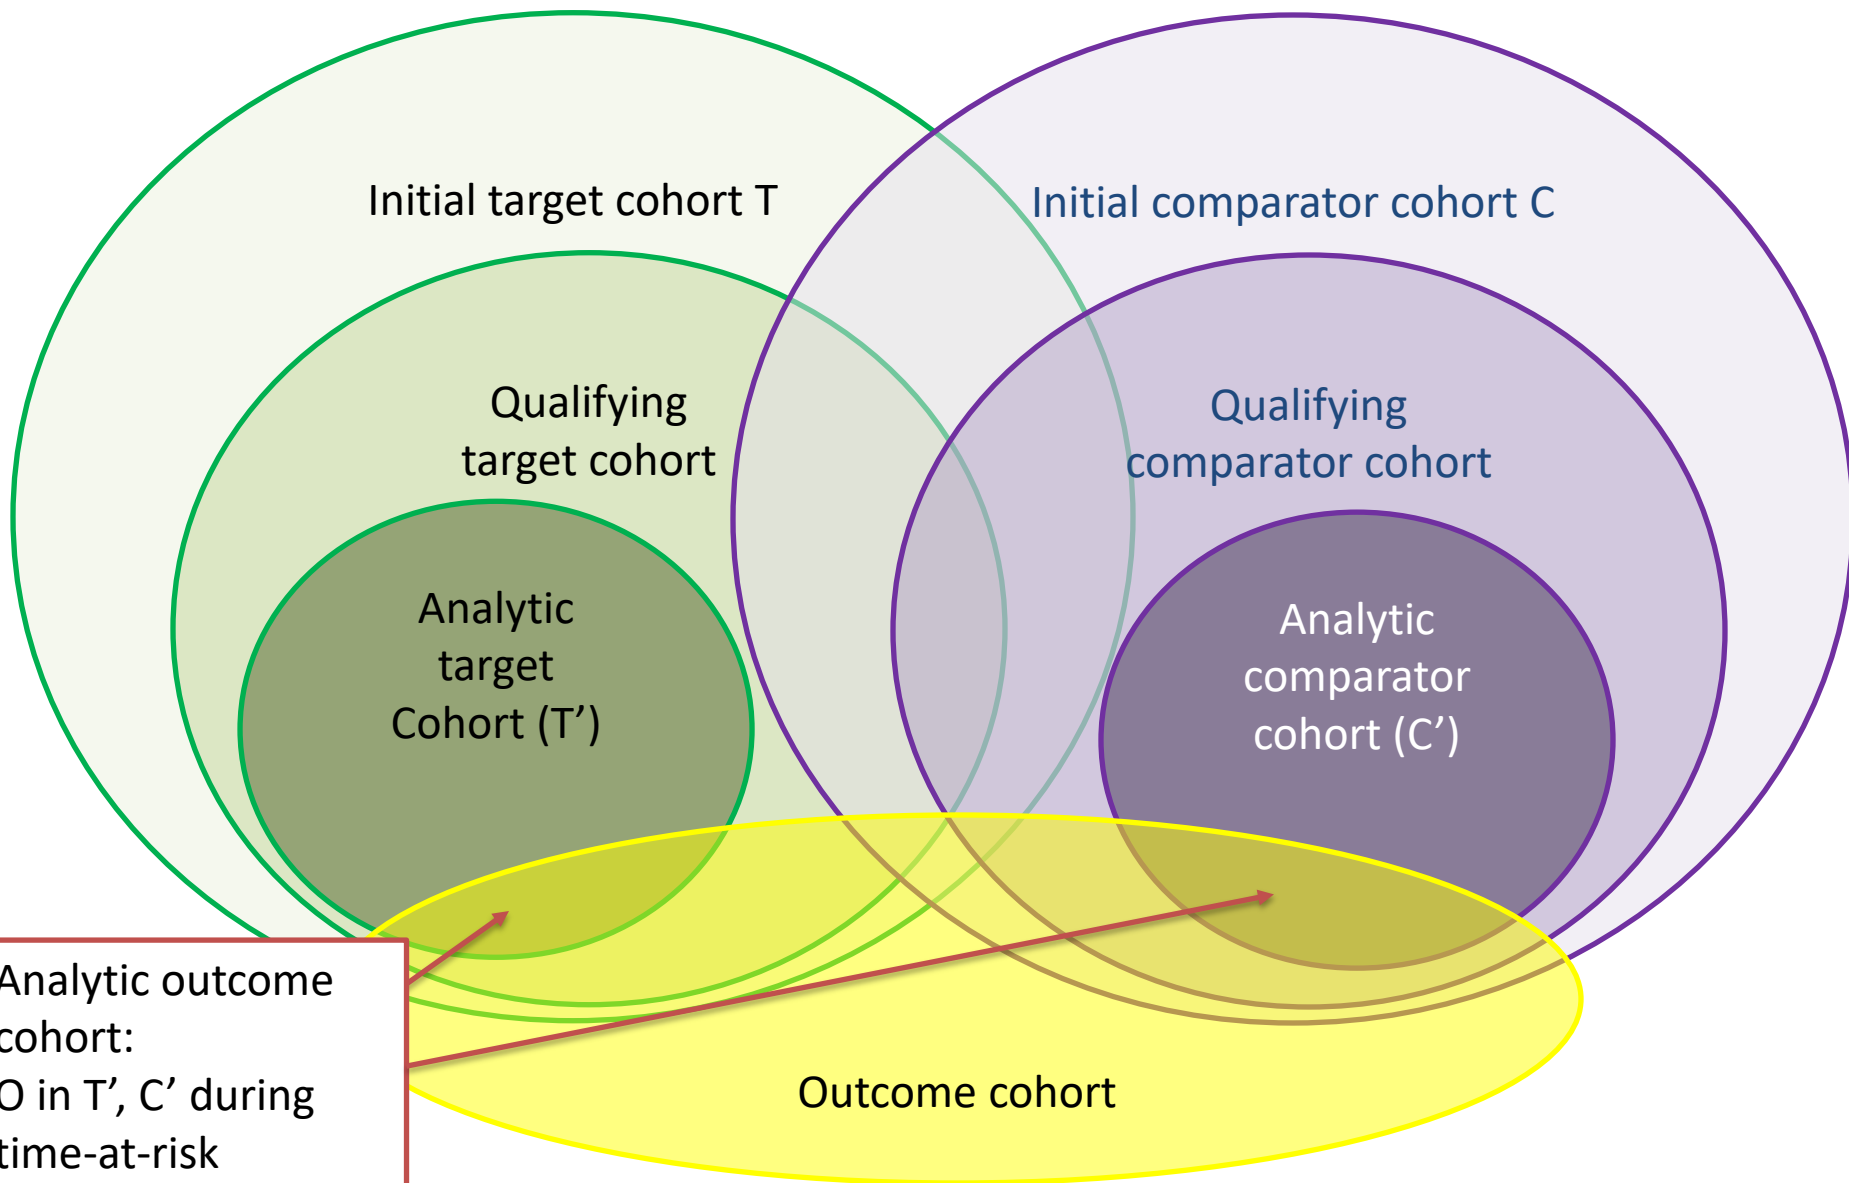 Initial target cohort T
Initial comparator cohort C
Qualifying
target cohort
Qualifying
comparator cohort
Analytic
target
Cohort (T’)
Analytic
comparator
cohort (C’)
Analytic outcome
cohort:
O in T’, C’ during
time-at-risk
Outcome cohort